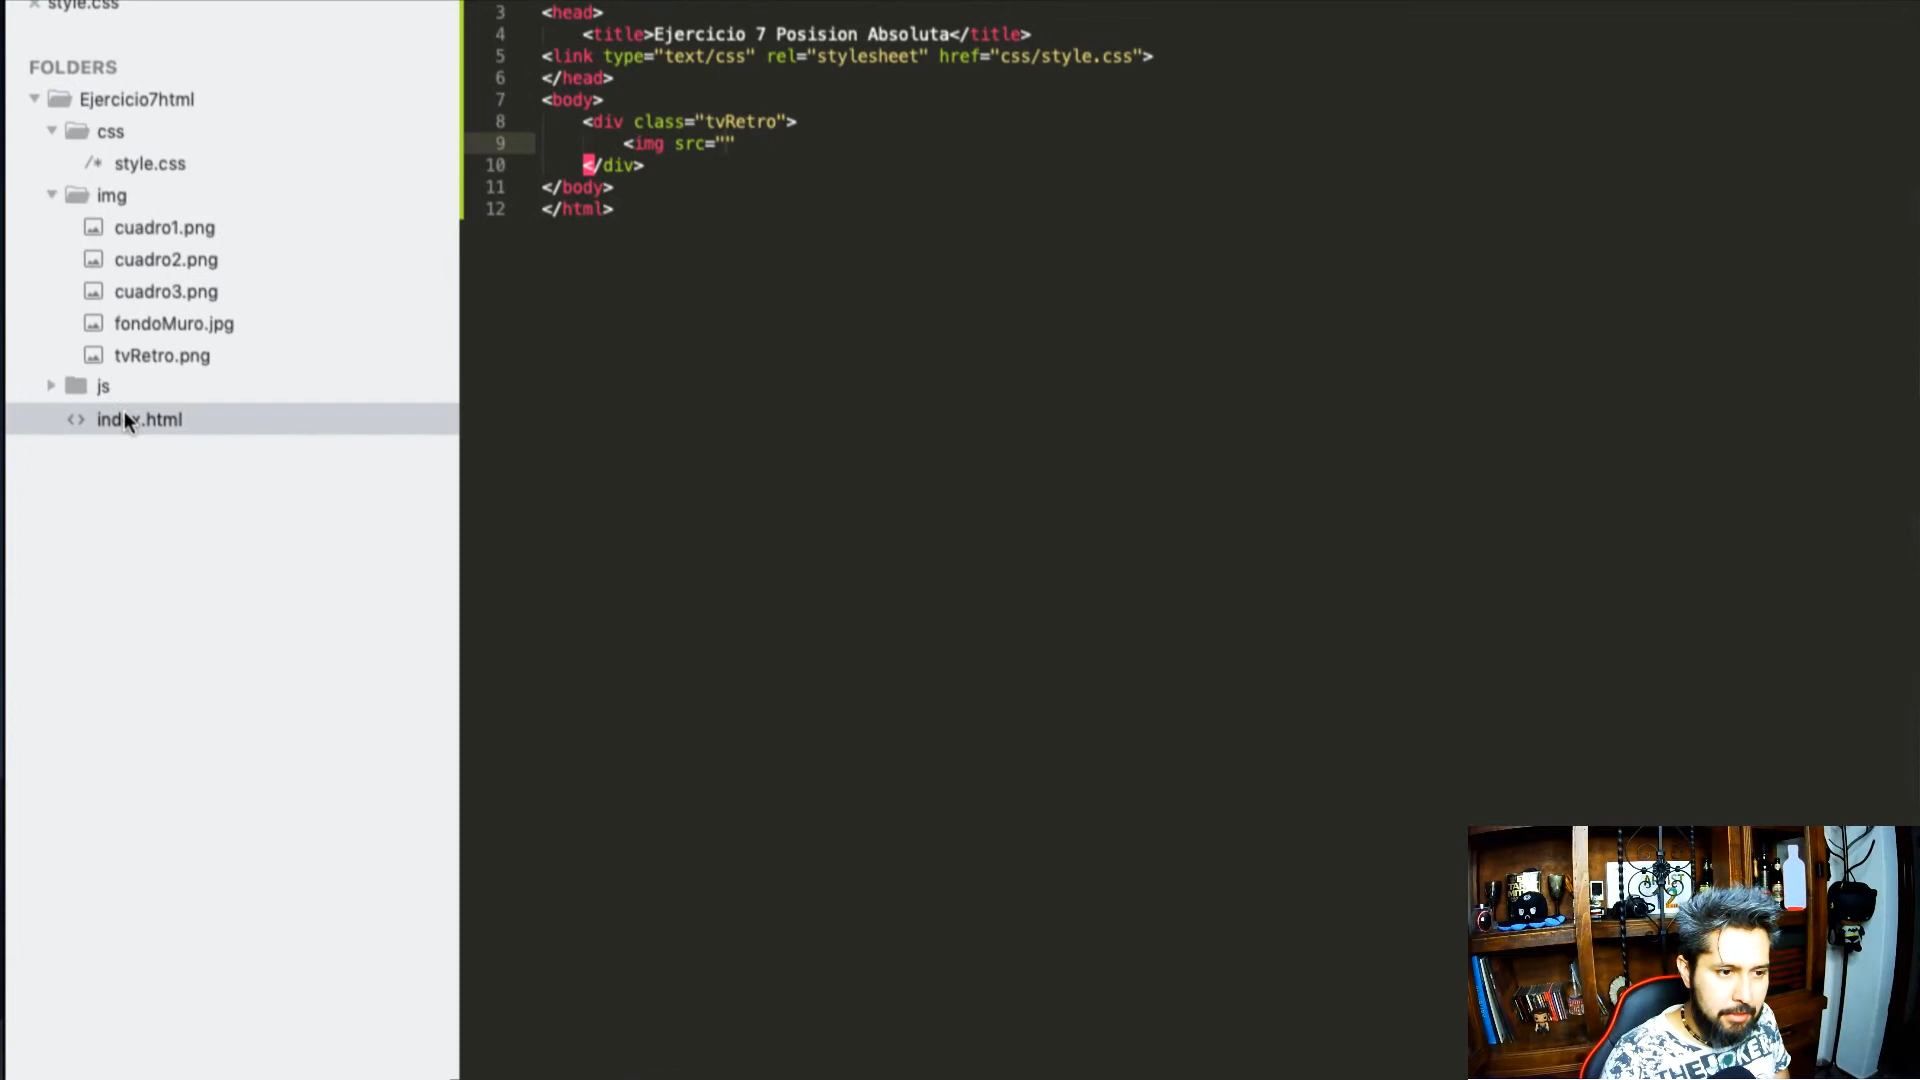 style.css
FOLDERS
Ejercicio7html
css
/* style.css
img
cuadro1.png
cuadro2.png
cuadro3.png
fondoMuro.jpg
tvRetro.png
js
<> index.html
3 <head>
4 <title>Ejercicio 7 Posision Absoluta</title>
5 <link type="text/css" rel="stylesheet" href="css/style.css">
6 </head>
7 <body>
8 <div class="tvRetro">
9 <img src=""
10 </div>
11 </body>
12 </html>
THEJOKER